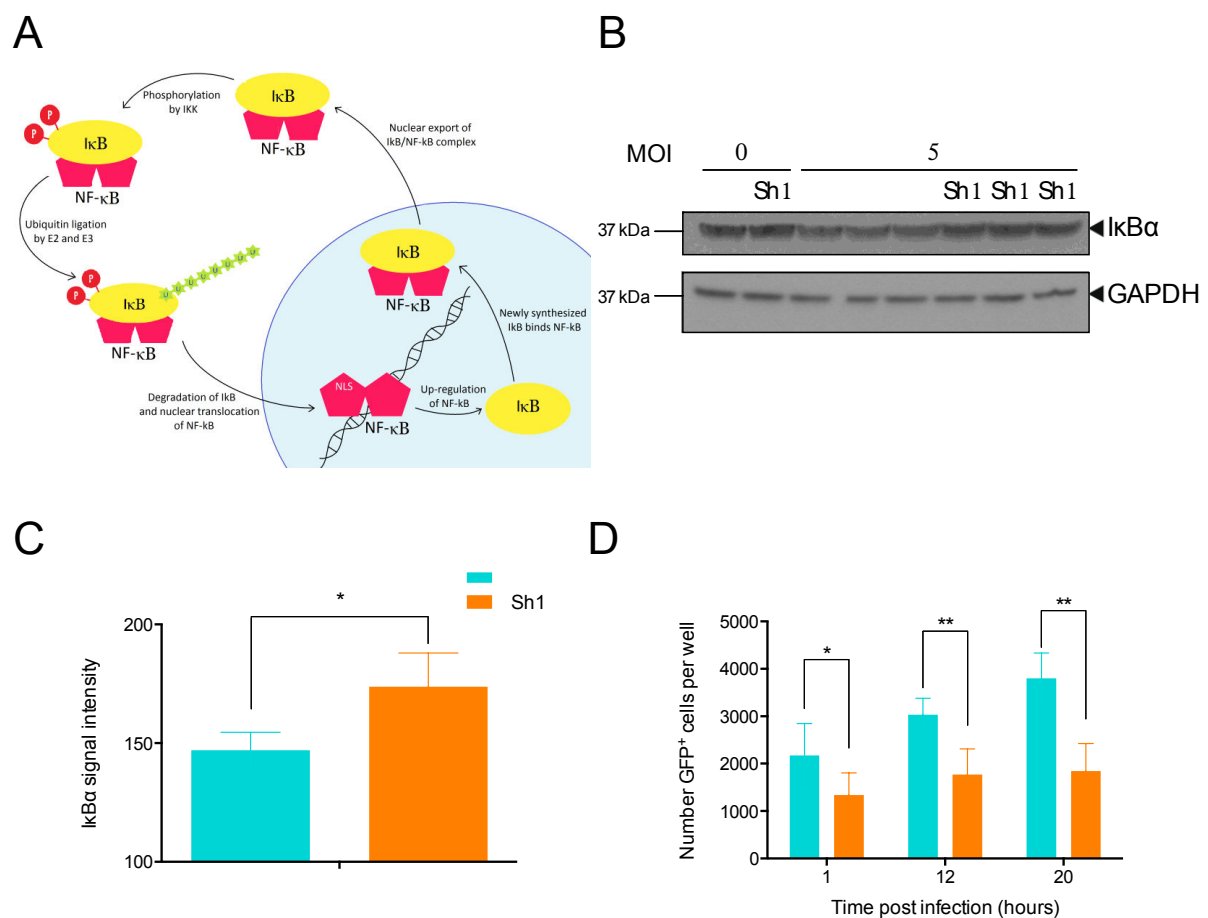 A
IκB
NF-κB
Phosphorylation
by IKK
P
P
IκB
NF-κB
Nuclear export of
IkB/NF-kB complex
Ubiquitin ligation
by E2 and E3
P
P
IκB
U U U U U U U U
NF-κB
IκB
NF-κB
Newly synthesized
IkB binds NF-kB
Degradation of IkB
and nuclear translocation
of NF-kB
NLS
NF-κB
Up-regulation
of NF-kB
IκB
B
MOI 0 5
Sh1 Sh1 Sh1 Sh1
37 kDa IκBα
37 kDa GAPDH
C
Sh1
*
200
150
100
IκBα signal intensity
D
5000
4000
3000
2000
1000
0
Number GFP+ cells per well
* ** **
1 12 20
Time post infection (hours)